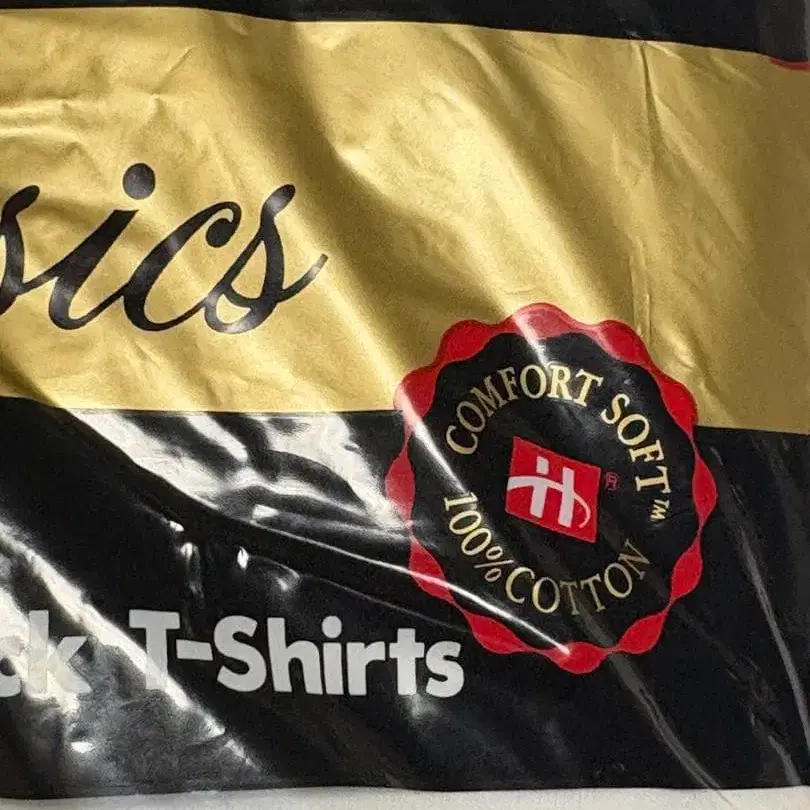 sics
COMFORT SOFT™
H®
100% COTTON
ck T-Shirts